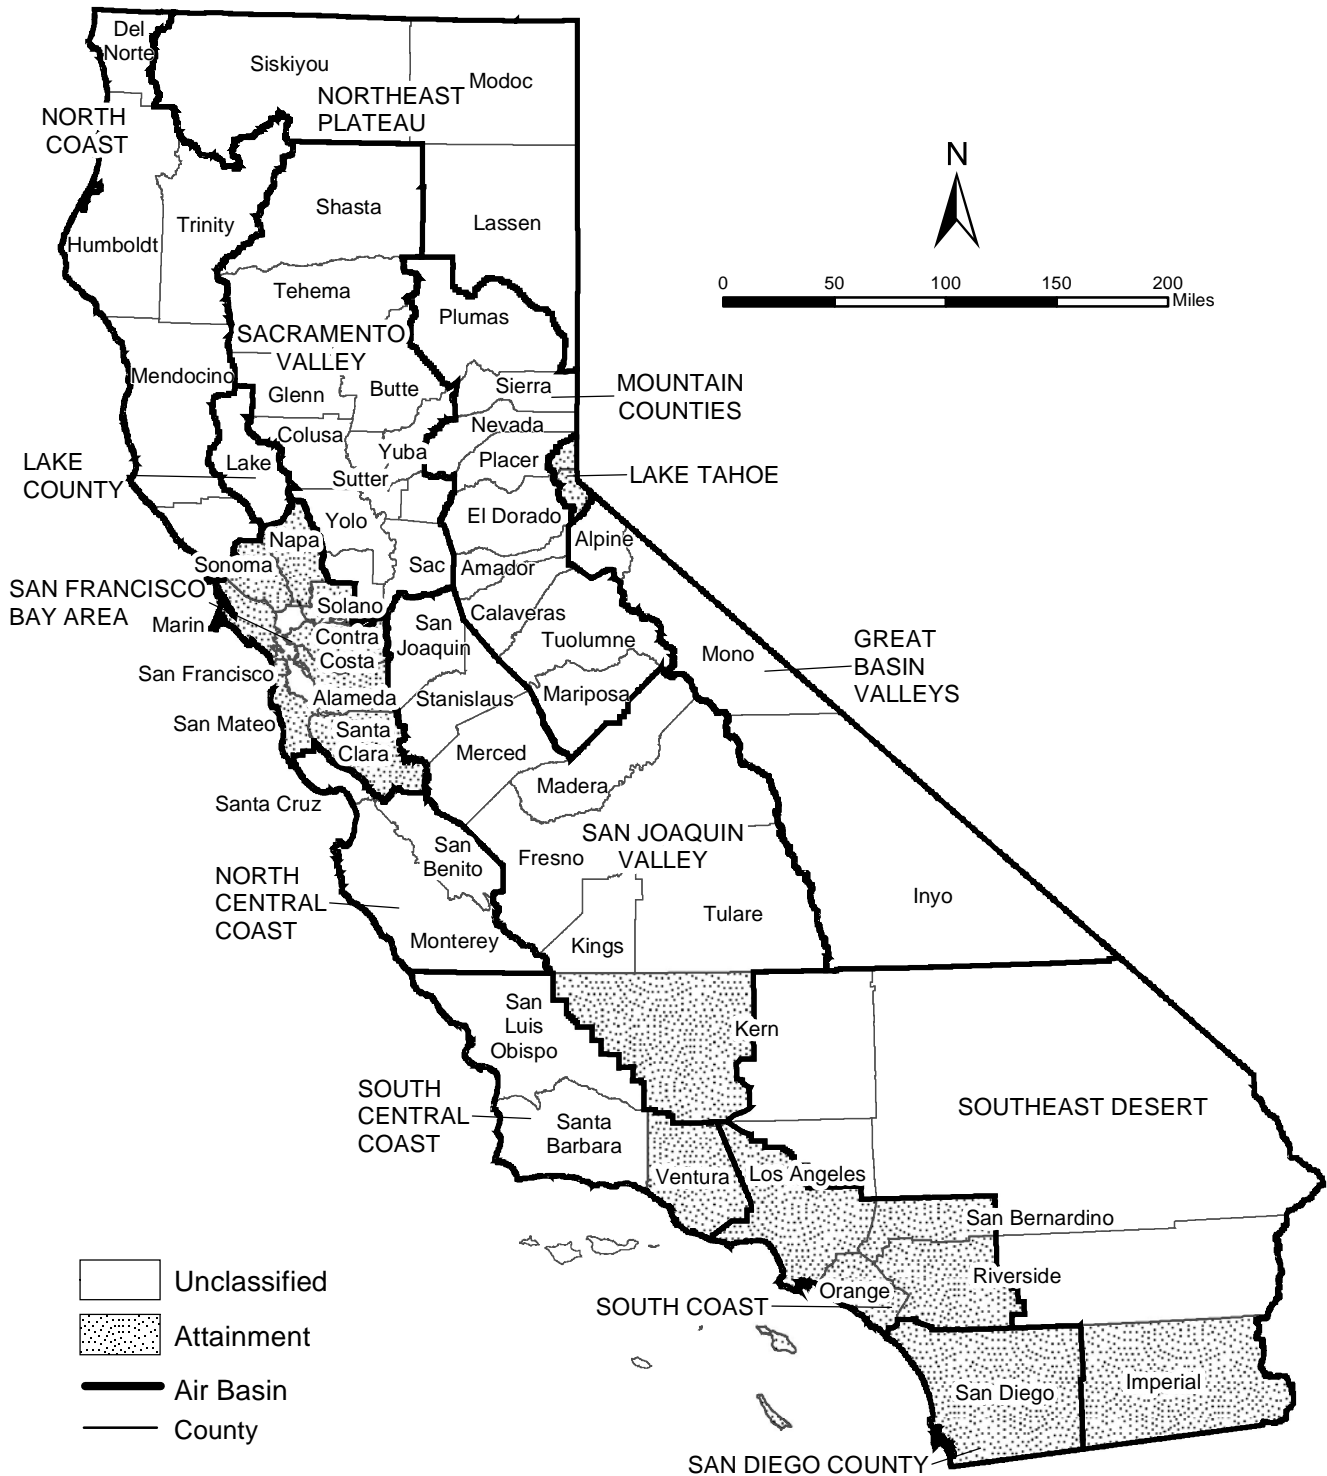 Del
Norte
Siskiyou
Modoc
NORTHEAST
PLATEAU
NORTH
COAST
N
Shasta
Trinity
Lassen
Humboldt
0 50 100 150 200
Miles
Tehema
Plumas
SACRAMENTO
VALLEY
Mendocino
Glenn
Butte
Sierra
MOUNTAIN
COUNTIES
Colusa
Nevada
Yuba
Placer
LAKE
COUNTY
Lake
Sutter
LAKE TAHOE
Yolo
El Dorado
Napa
Alpine
Sonoma
Sac
Amador
SAN FRANCISCO
BAY AREA
Solano
Calaveras
Marin
San
Joaquin
Contra
Costa
Tuolumne
Mono
GREAT
BASIN
VALLEYS
San Francisco
Alameda
Stanislaus
Mariposa
San Mateo
Santa
Clara
Merced
Madera
Santa Cruz
SAN JOAQUIN
VALLEY
San
Benito
Fresno
NORTH
CENTRAL
COAST
Inyo
Tulare
Monterey
Kings
San
Luis
Obispo
Kern
SOUTH
CENTRAL
COAST
SOUTHEAST DESERT
Santa
Barbara
Ventura
Los Angeles
San Bernardino
Riverside
Orange
SOUTH COAST
San Diego
Imperial
SAN DIEGO COUNTY
Unclassified
Attainment
Air Basin
County